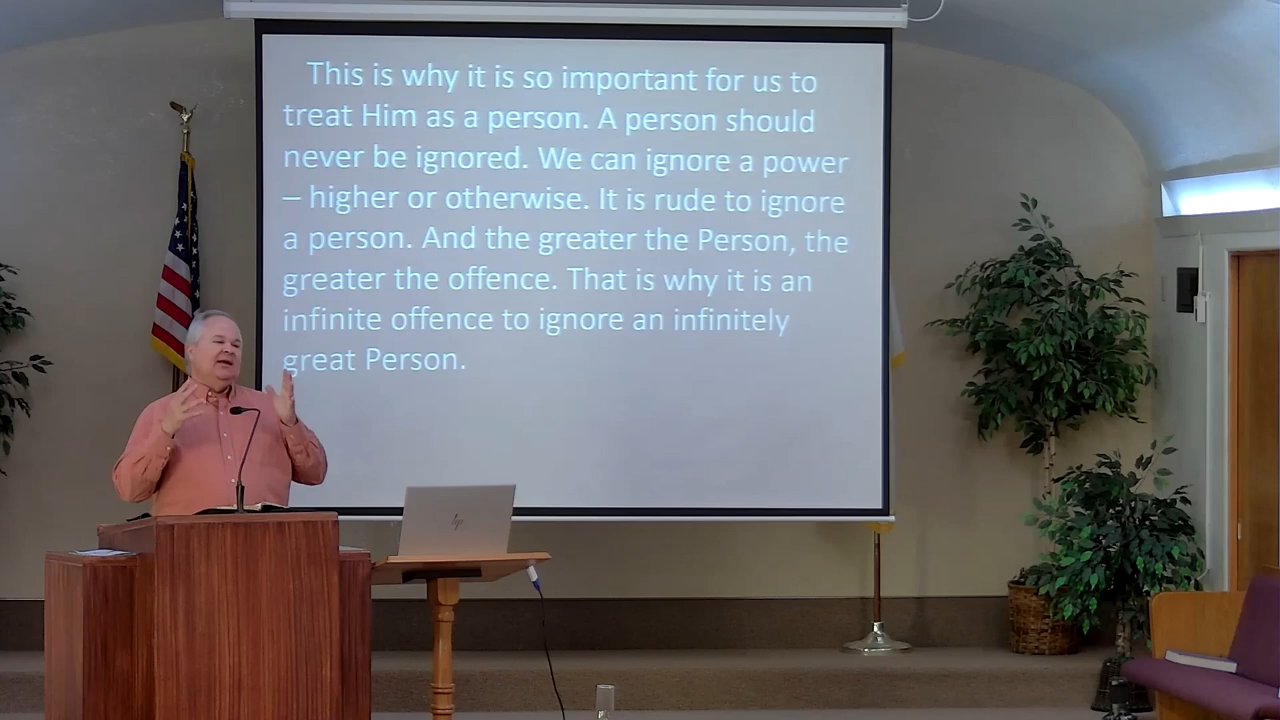 This is why it is so important for us to
treat Him as a person. A person should
never be ignored. We can ignore a power
– higher or otherwise. It is rude to ignore
a person. And the greater the Person, the
greater the offence. That is why it is an
infinite offence to ignore an infinitely
great Person.
hp